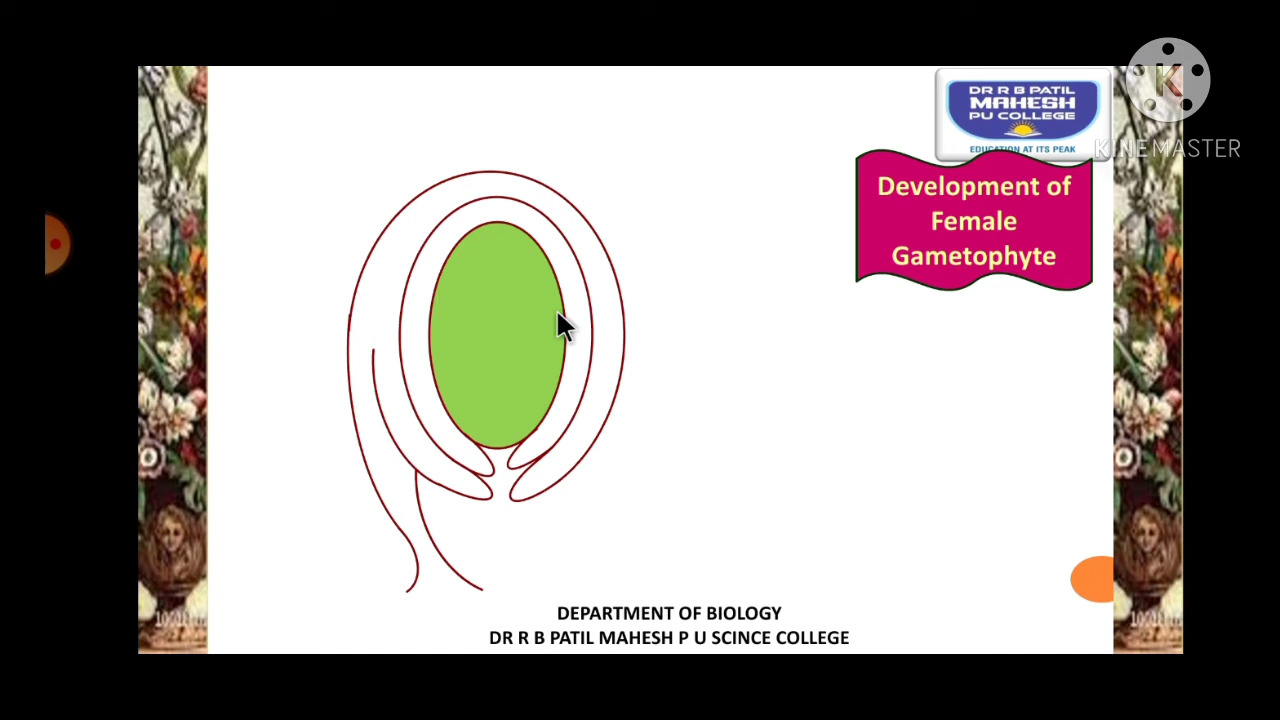 DR R B PATIL
MAHESH
PU COLLEGE
EDUCATION AT ITS PEAK
K
KINEMASTER
Development of
Female
Gametophyte
DEPARTMENT OF BIOLOGY
DR R B PATIL MAHESH P U SCINCE COLLEGE